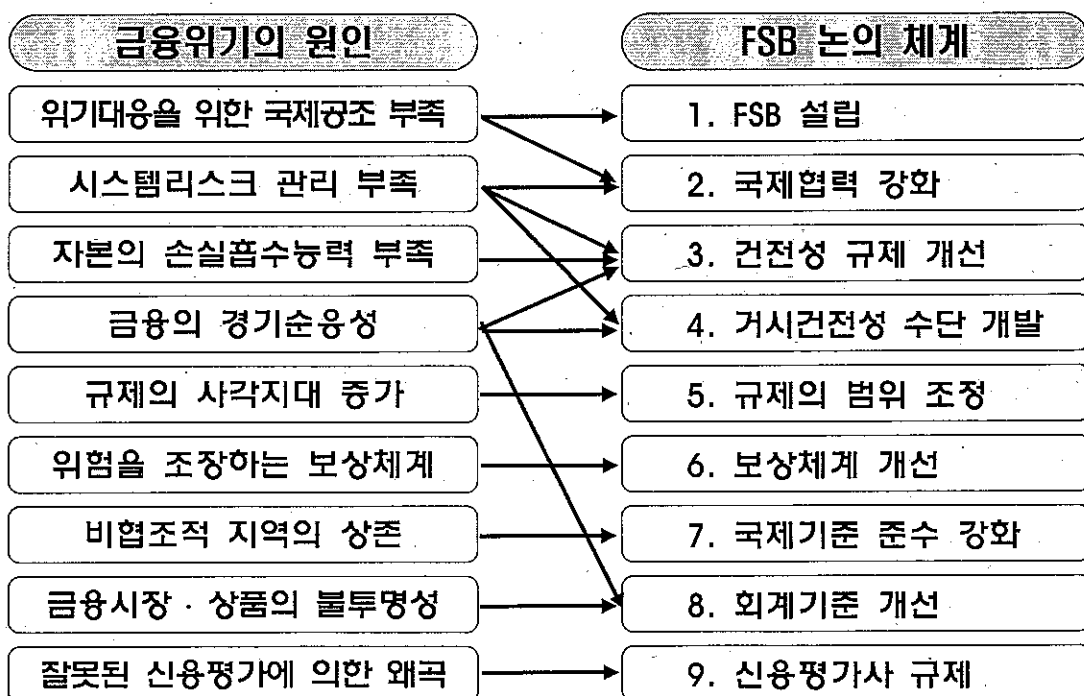 금융위기의 원인
FSB 논의 체계
위기대응을 위한 국제공조 부족
1. FSB 설립
시스템리스크 관리 부족
2. 국제협력 강화
자본의 손실흡수능력 부족
3. 건전성 규제 개선
금융의 경기순응성
4. 거시건전성 수단 개발
규제의 사각지대 증가
5. 규제의 범위 조정
위험을 조장하는 보상체계
6. 보상체계 개선
비협조적 지역의 상존
7. 국제기준 준수 강화
금융시장 · 상품의 불투명성
8. 회계기준 개선
잘못된 신용평가에 의한 왜곡
9. 신용평가사 규제